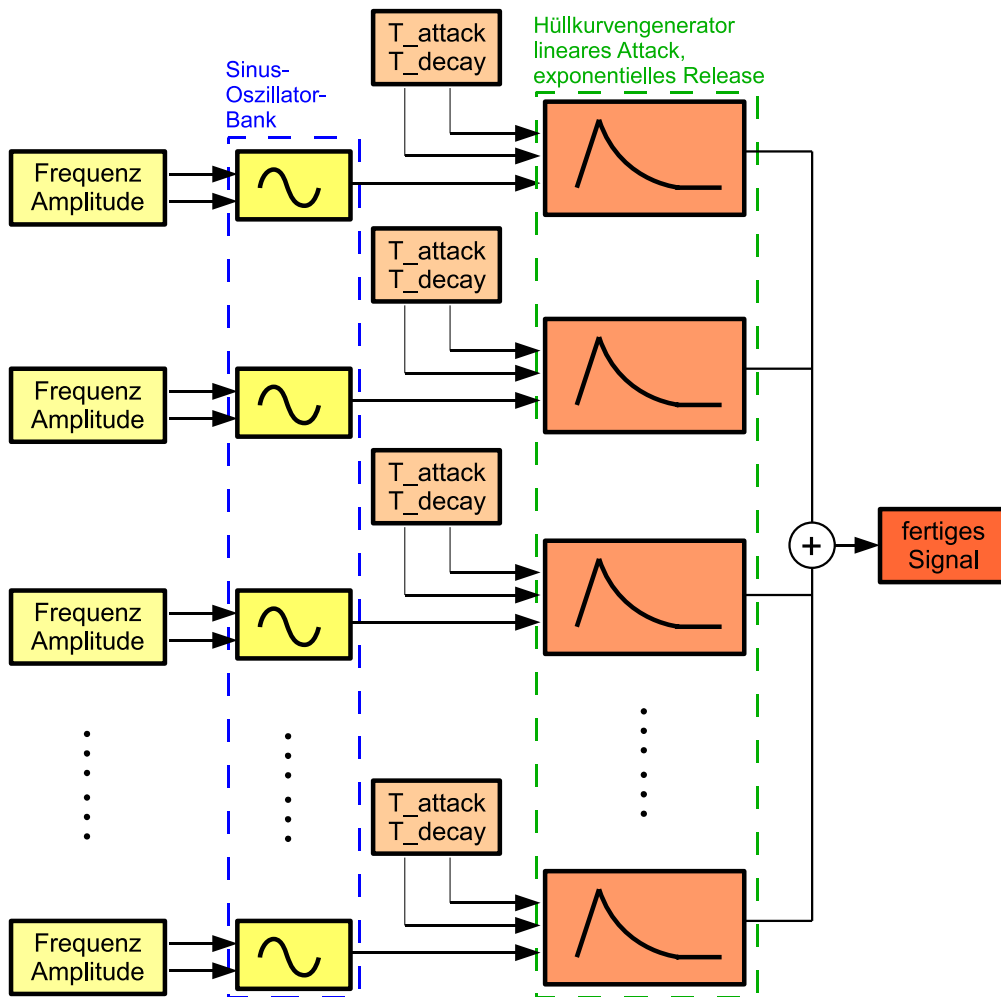 T_attack
T_decay
Hüllkurvengenerator
lineares Attack,
exponentielles Release
Sinus-
Oszillator-
Bank
Frequenz
Amplitude
T_attack
T_decay
Frequenz
Amplitude
T_attack
T_decay
+
fertiges
Signal
Frequenz
Amplitude
T_attack
T_decay
Frequenz
Amplitude